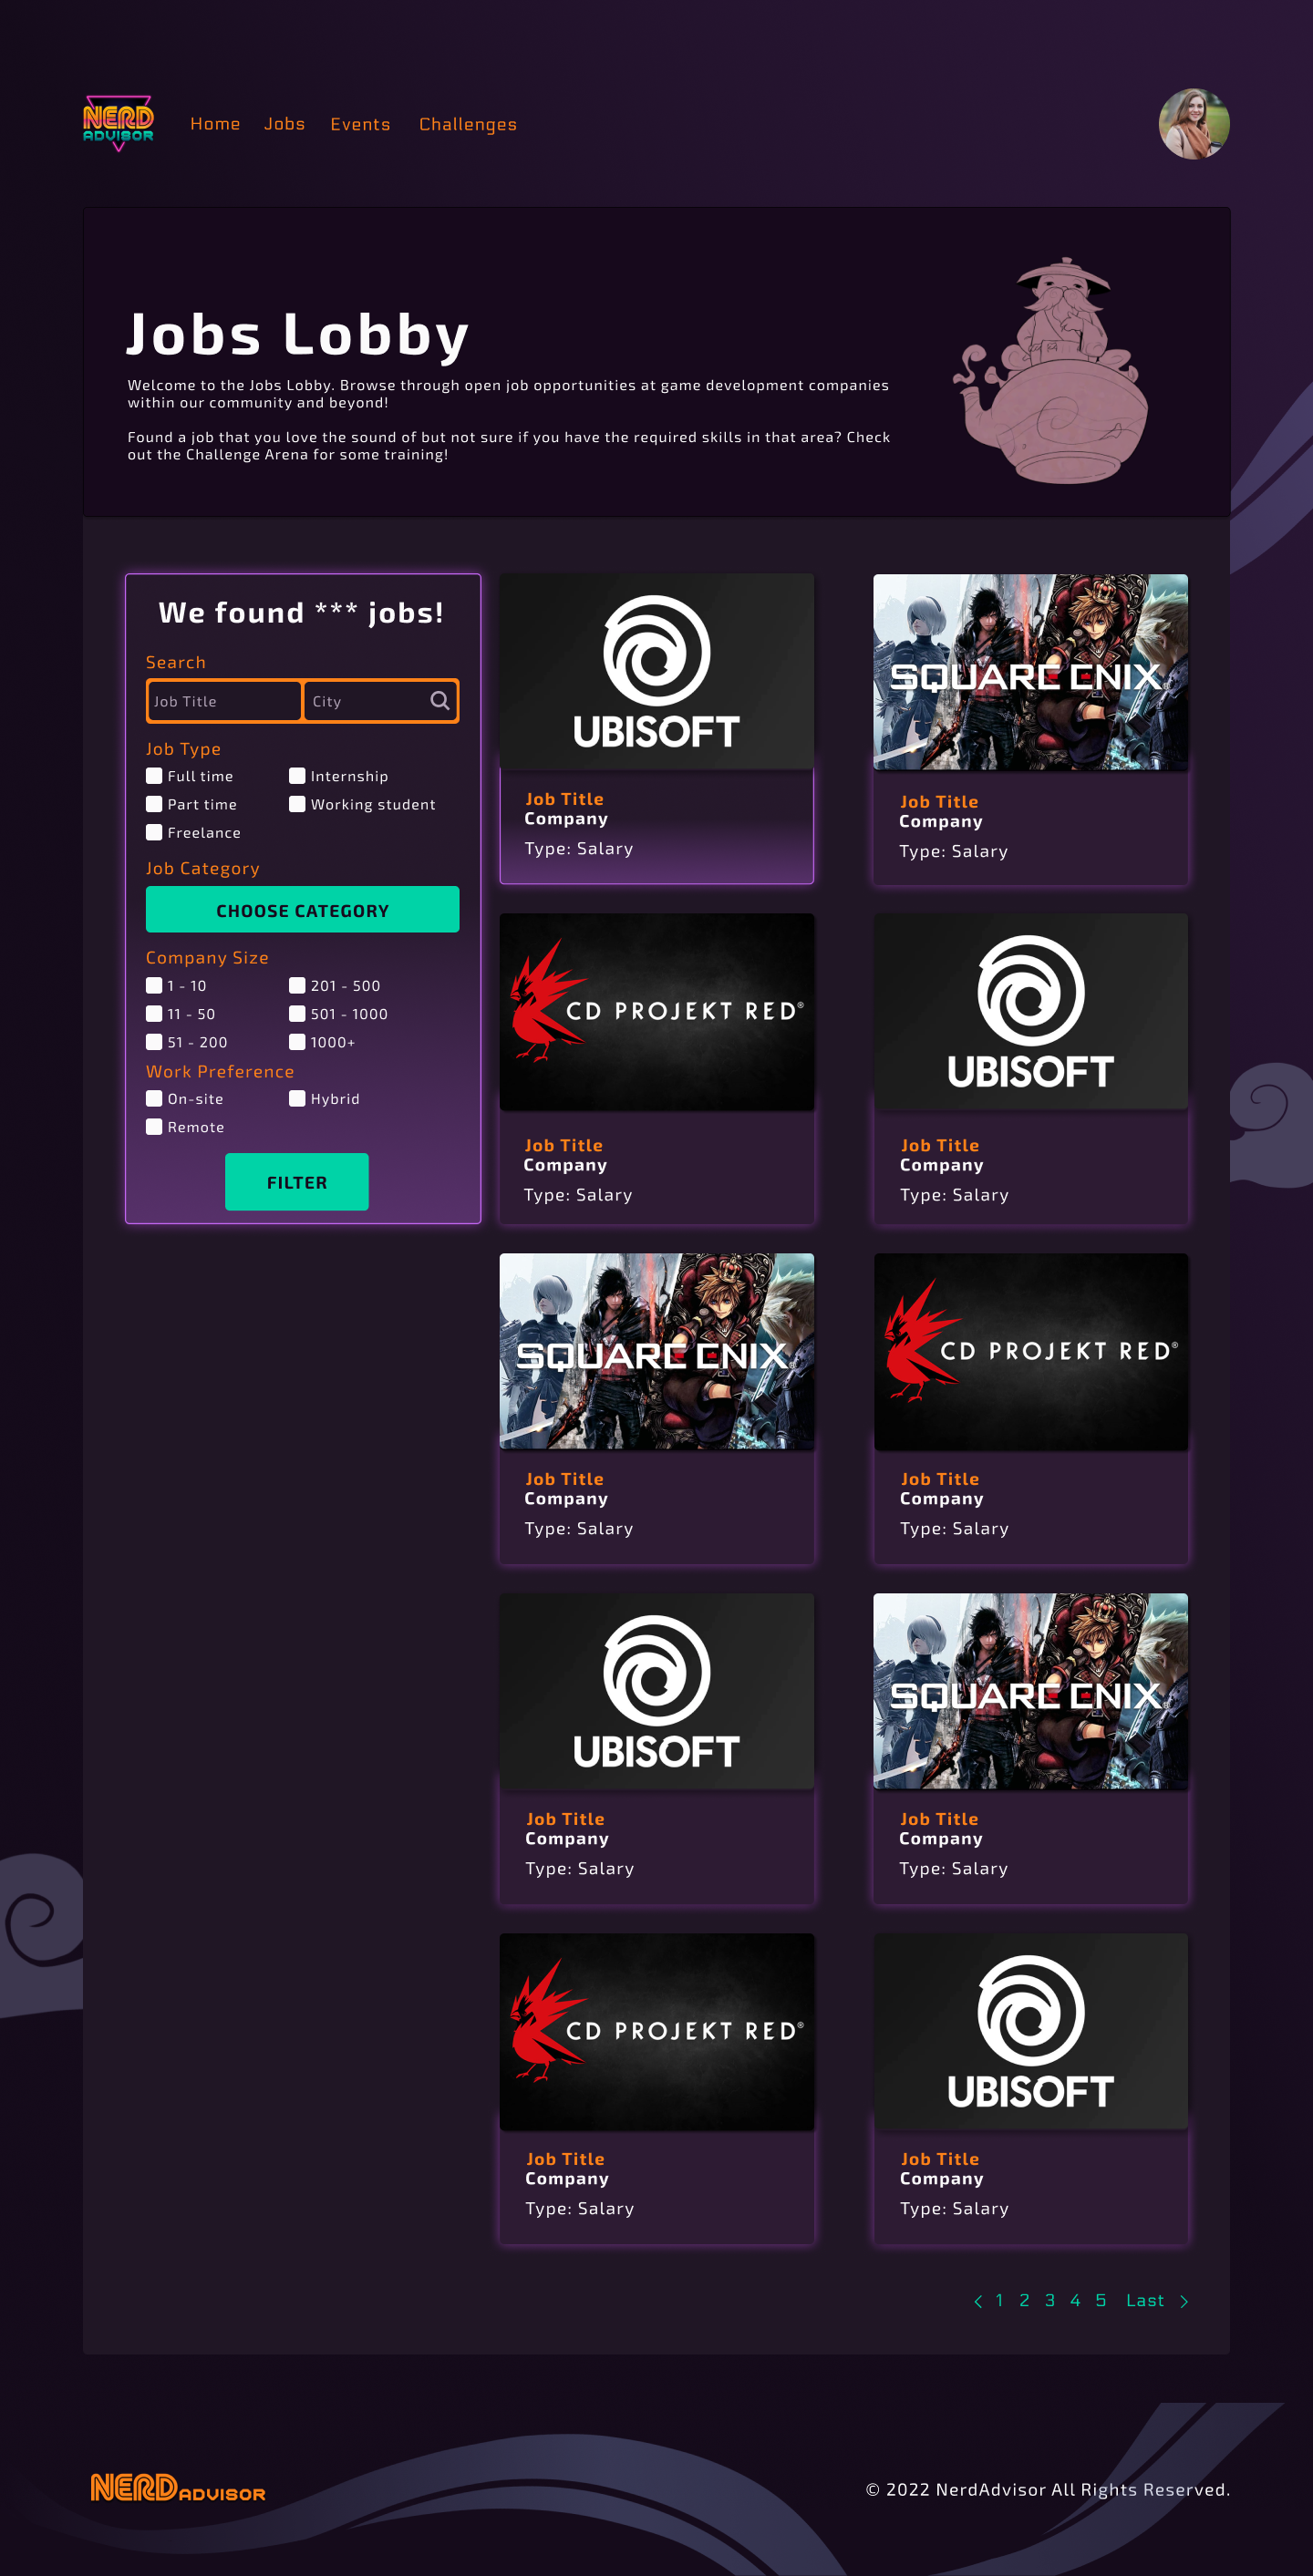 NERD
ADVISOR
Home Jobs Events Challenges
Jobs Lobby
Welcome to the Jobs Lobby. Browse through open job opportunities at game development companies
within our community and beyond!
Found a job that you love the sound of but not sure if you have the required skills in that area? Check
out the Challenge Arena for some training!
We found *** jobs!
Search
Job Title City
Job Type
Full time Internship
Part time Working student
Freelance
Job Category
CHOOSE CATEGORY
Company Size
1 - 10 201 - 500
11 - 50 501 - 1000
51 - 200 1000+
Work Preference
On-site Hybrid
Remote
FILTER
UBISOFT
Job Title
Company
Type: Salary
SQUARE ENIX®
Job Title
Company
Type: Salary
CD PROJEKT RED®
Job Title
Company
Type: Salary
UBISOFT
Job Title
Company
Type: Salary
SQUARE ENIX®
Job Title
Company
Type: Salary
CD PROJEKT RED®
Job Title
Company
Type: Salary
UBISOFT
Job Title
Company
Type: Salary
SQUARE ENIX®
Job Title
Company
Type: Salary
CD PROJEKT RED®
Job Title
Company
Type: Salary
UBISOFT
Job Title
Company
Type: Salary
< 1 2 3 4 5 Last >
NERD ADVISOR
© 2022 NerdAdvisor All Rights Reserved.